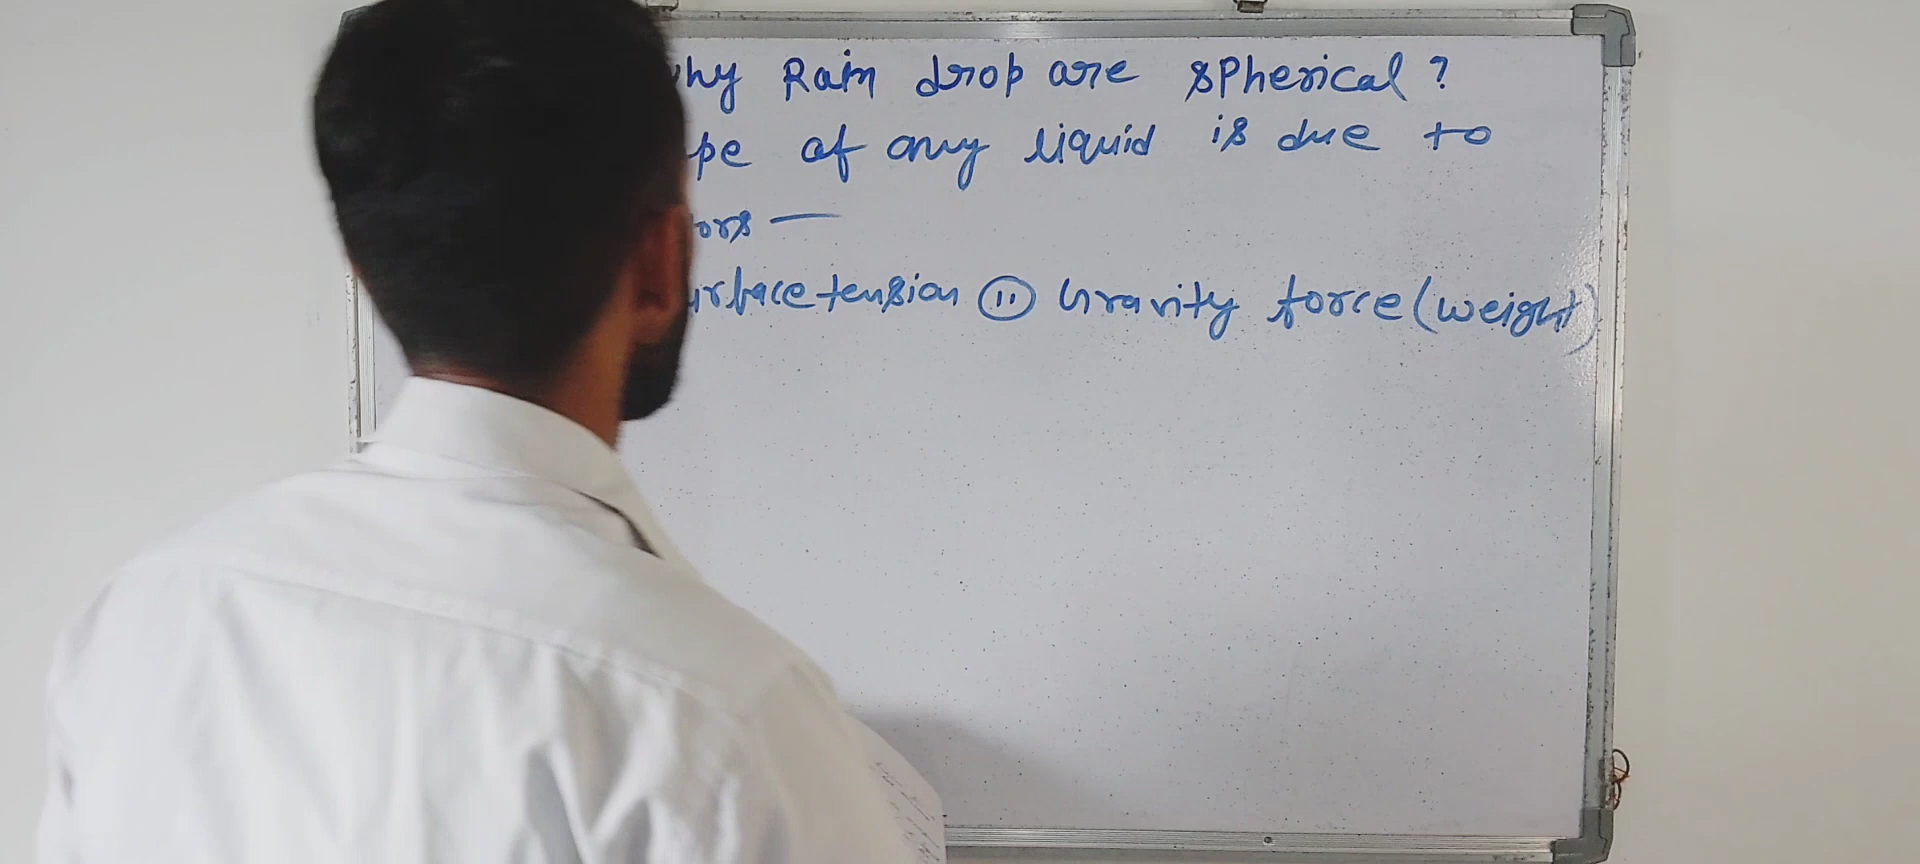 hy Rain drop are spherical ?
pe of any liquid is due to
ors —
urface tension (ii) Gravity force (weight)